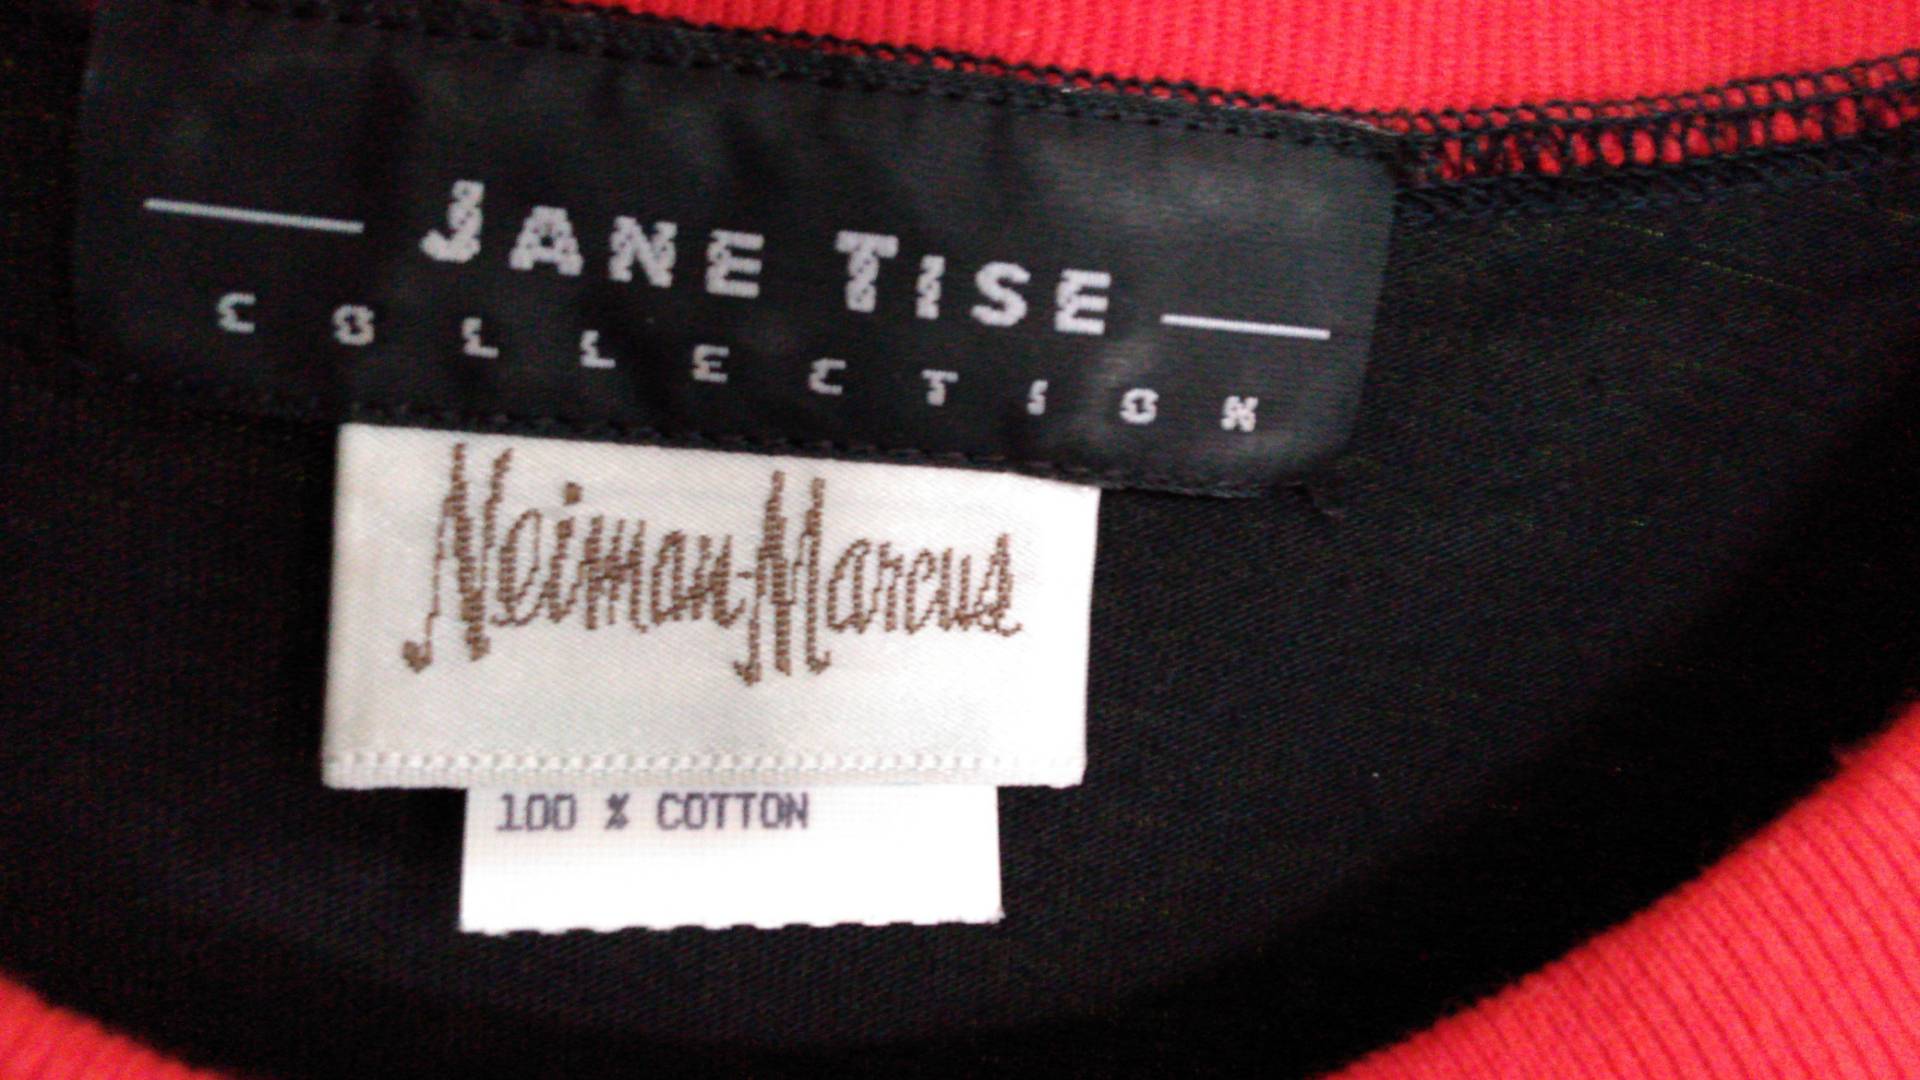 JANE TISE
COLLECTION
Neiman-Marcus
100 % COTTON